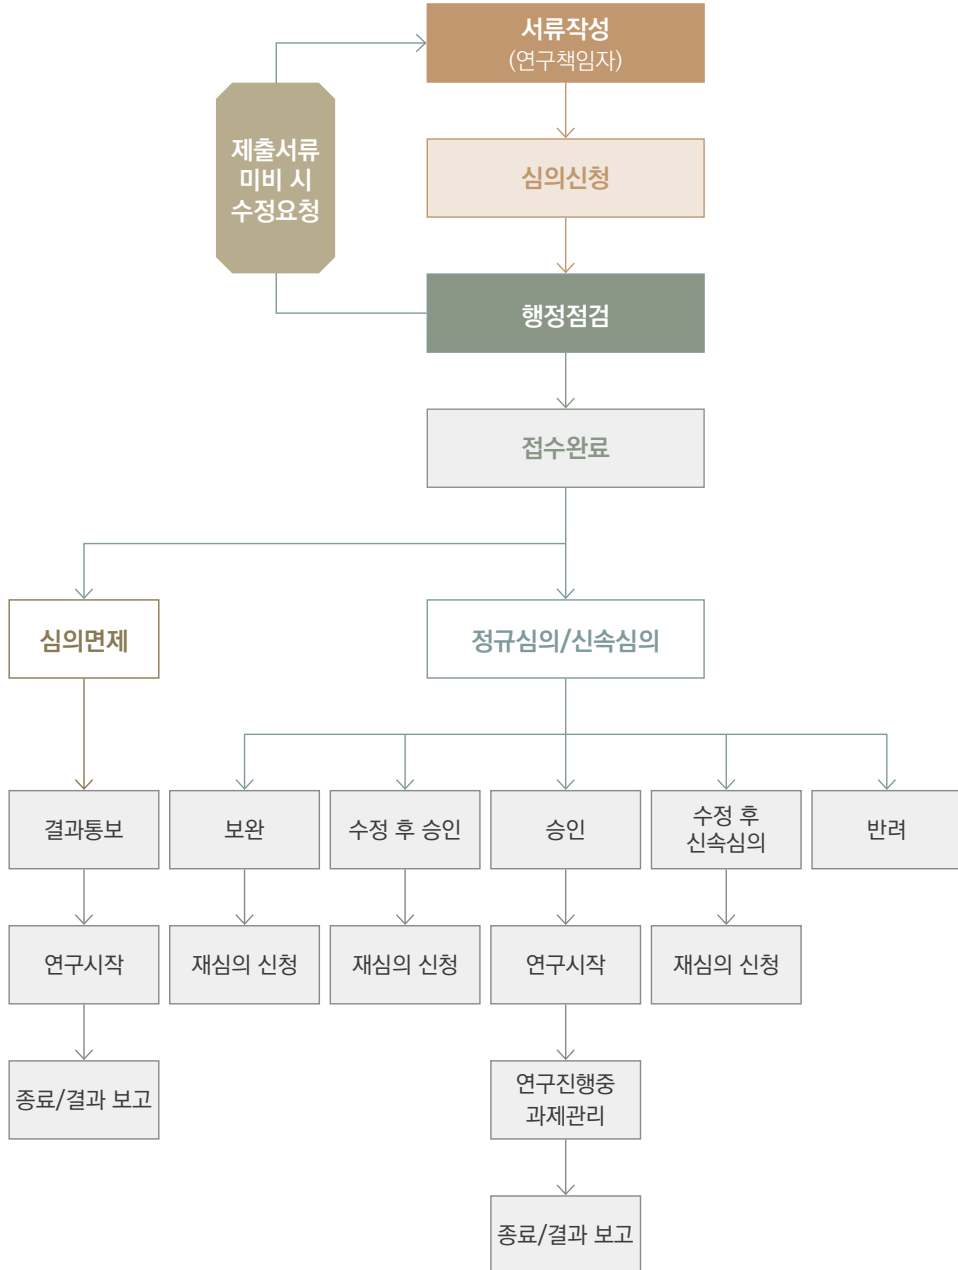 서류작성
(연구책임자)
제출서류
미비 시
수정요청
심의신청
행정점검
접수완료
심의면제
정규심의/신속심의
결과통보
보완
수정 후 승인
승인
수정 후
신속심의
반려
연구시작
재심의 신청
재심의 신청
연구시작
재심의 신청
종료/결과 보고
연구진행중
과제관리
종료/결과 보고